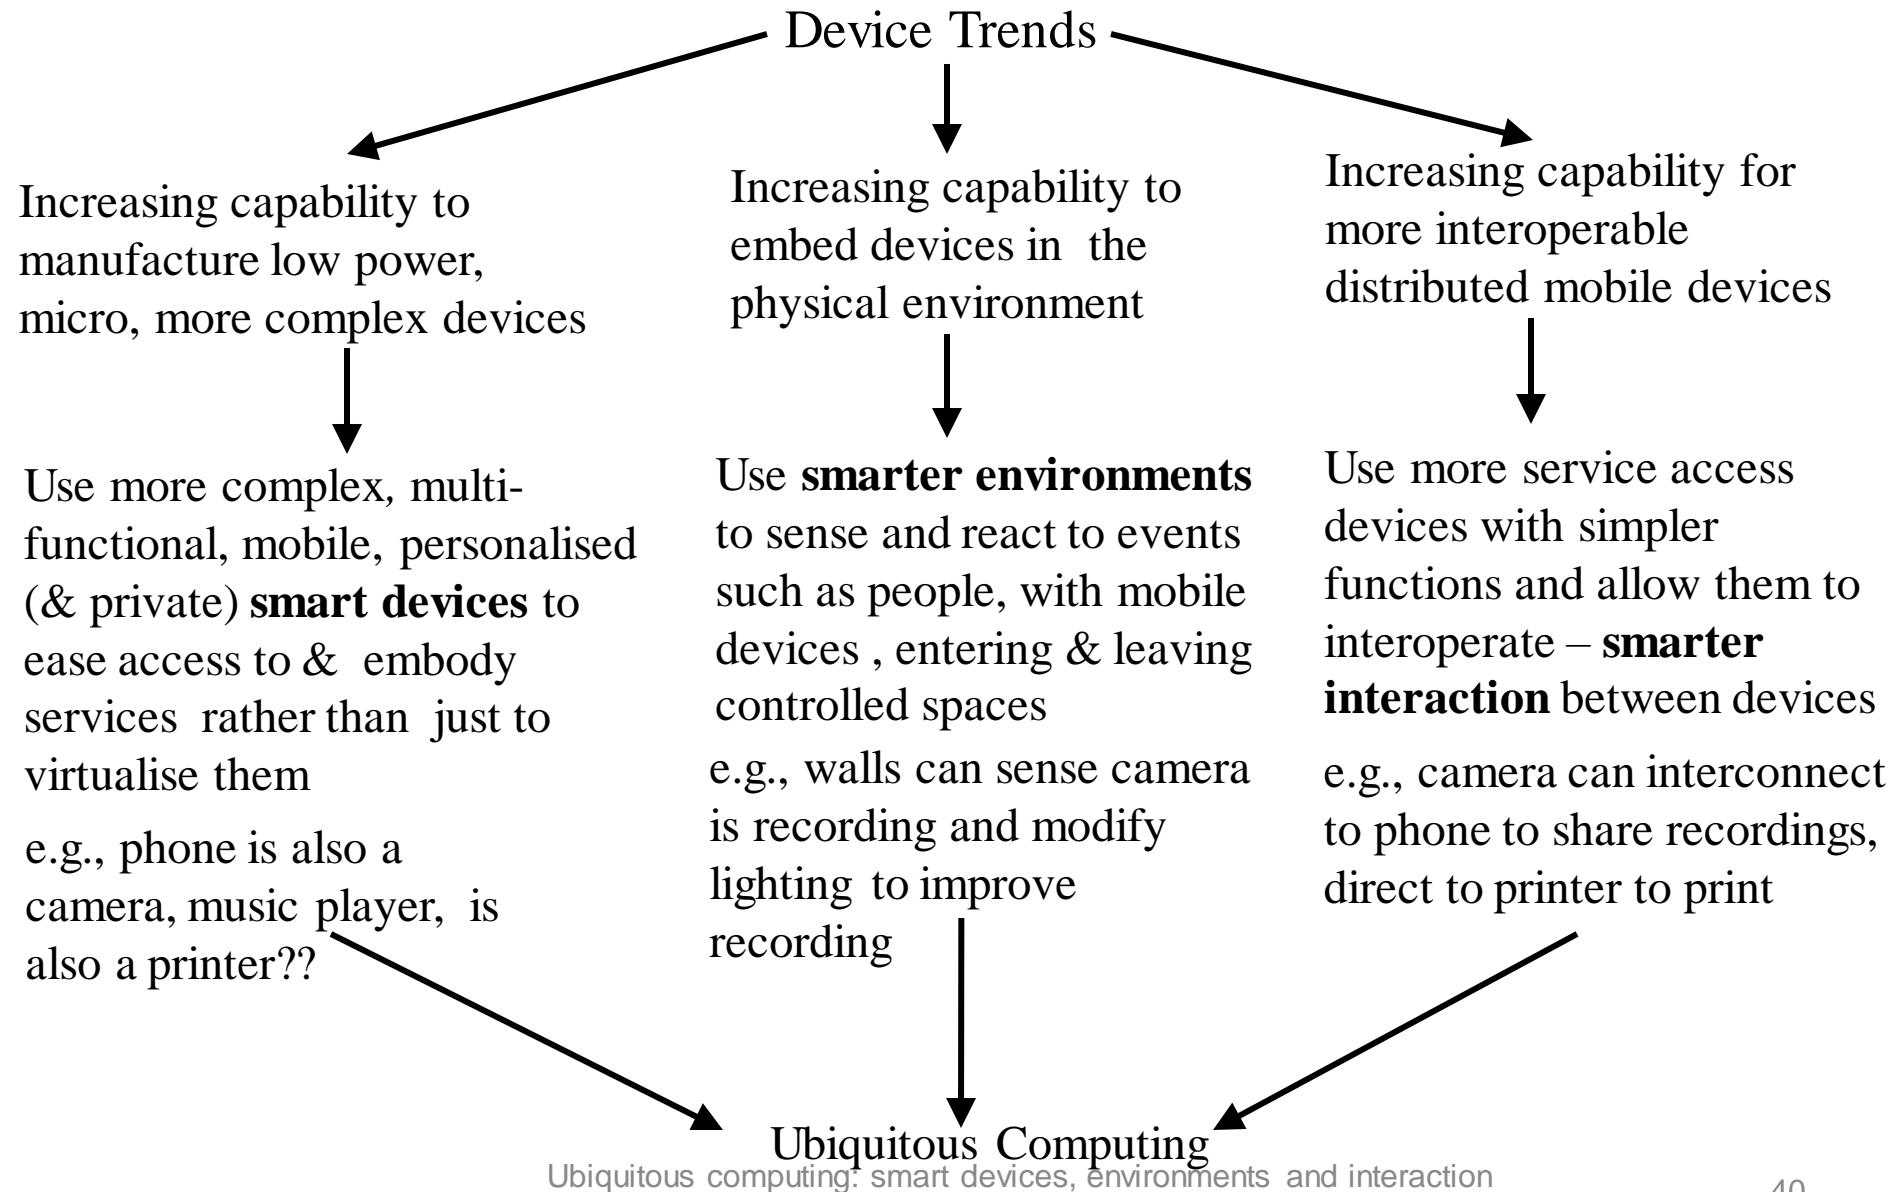 Device Trends
Increasing capability to
manufacture low power,
micro, more complex devices
Use more complex, multi-
functional, mobile, personalised
(& private) smart devices to
ease access to & embody
services rather than just to
virtualise them
e.g., phone is also a
camera, music player, is
also a printer??
Increasing capability to
embed devices in the
physical environment
Use smarter environments
to sense and react to events
such as people, with mobile
devices , entering & leaving
controlled spaces
e.g., walls can sense camera
is recording and modify
lighting to improve
recording
Increasing capability for
more interoperable
distributed mobile devices
Use more service access
devices with simpler
functions and allow them to
interoperate – smarter
interaction between devices
e.g., camera can interconnect
to phone to share recordings,
direct to printer to print
Ubiquitous Computing
Ubiquitous computing: smart devices, environments and interaction
40